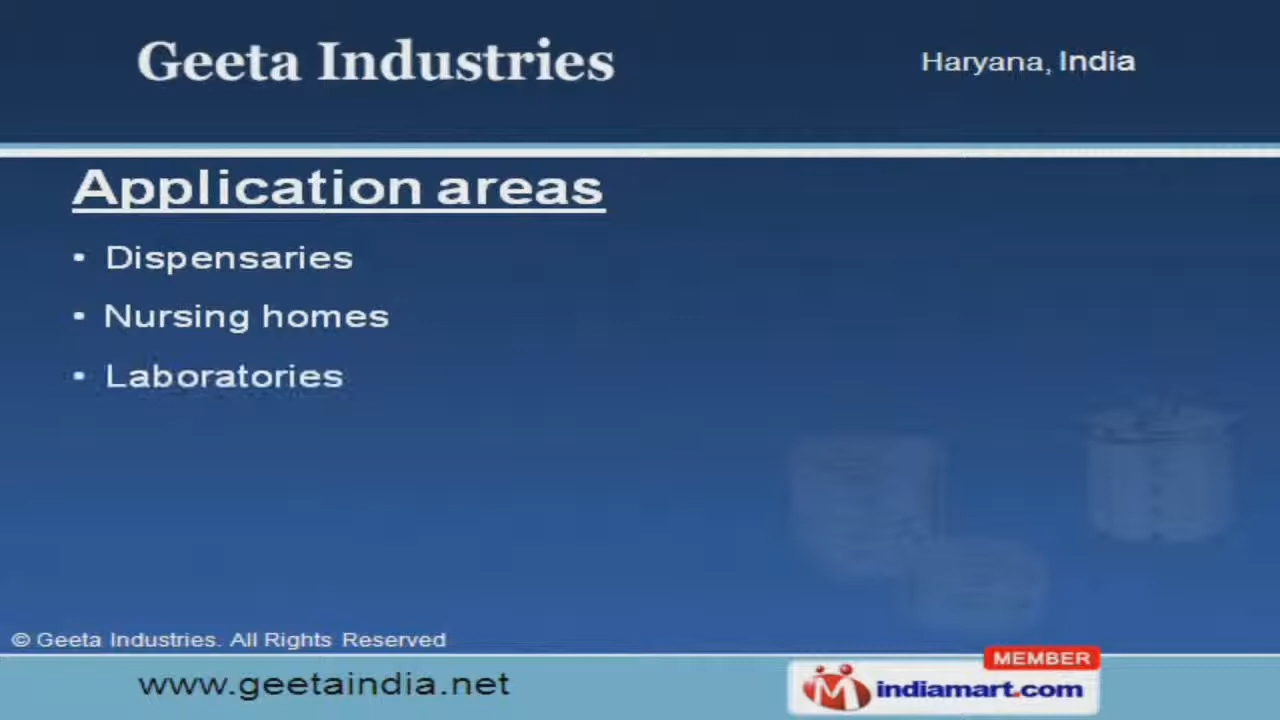 Geeta Industries
Haryana, India
Application areas
• Dispensaries
• Nursing homes
• Laboratories
© Geeta Industries. All Rights Reserved
www.geetaindia.net
MEMBER
indiamart.com